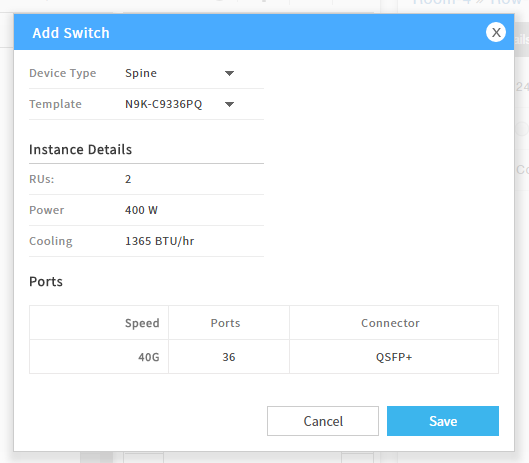 Add Switch X
Device Type Spine
Template N9K-C9336PQ
Instance Details
RUs: 2
Power 400 W
Cooling 1365 BTU/hr
Ports
Speed Ports Connector
40G 36 QSFP+
Cancel Save